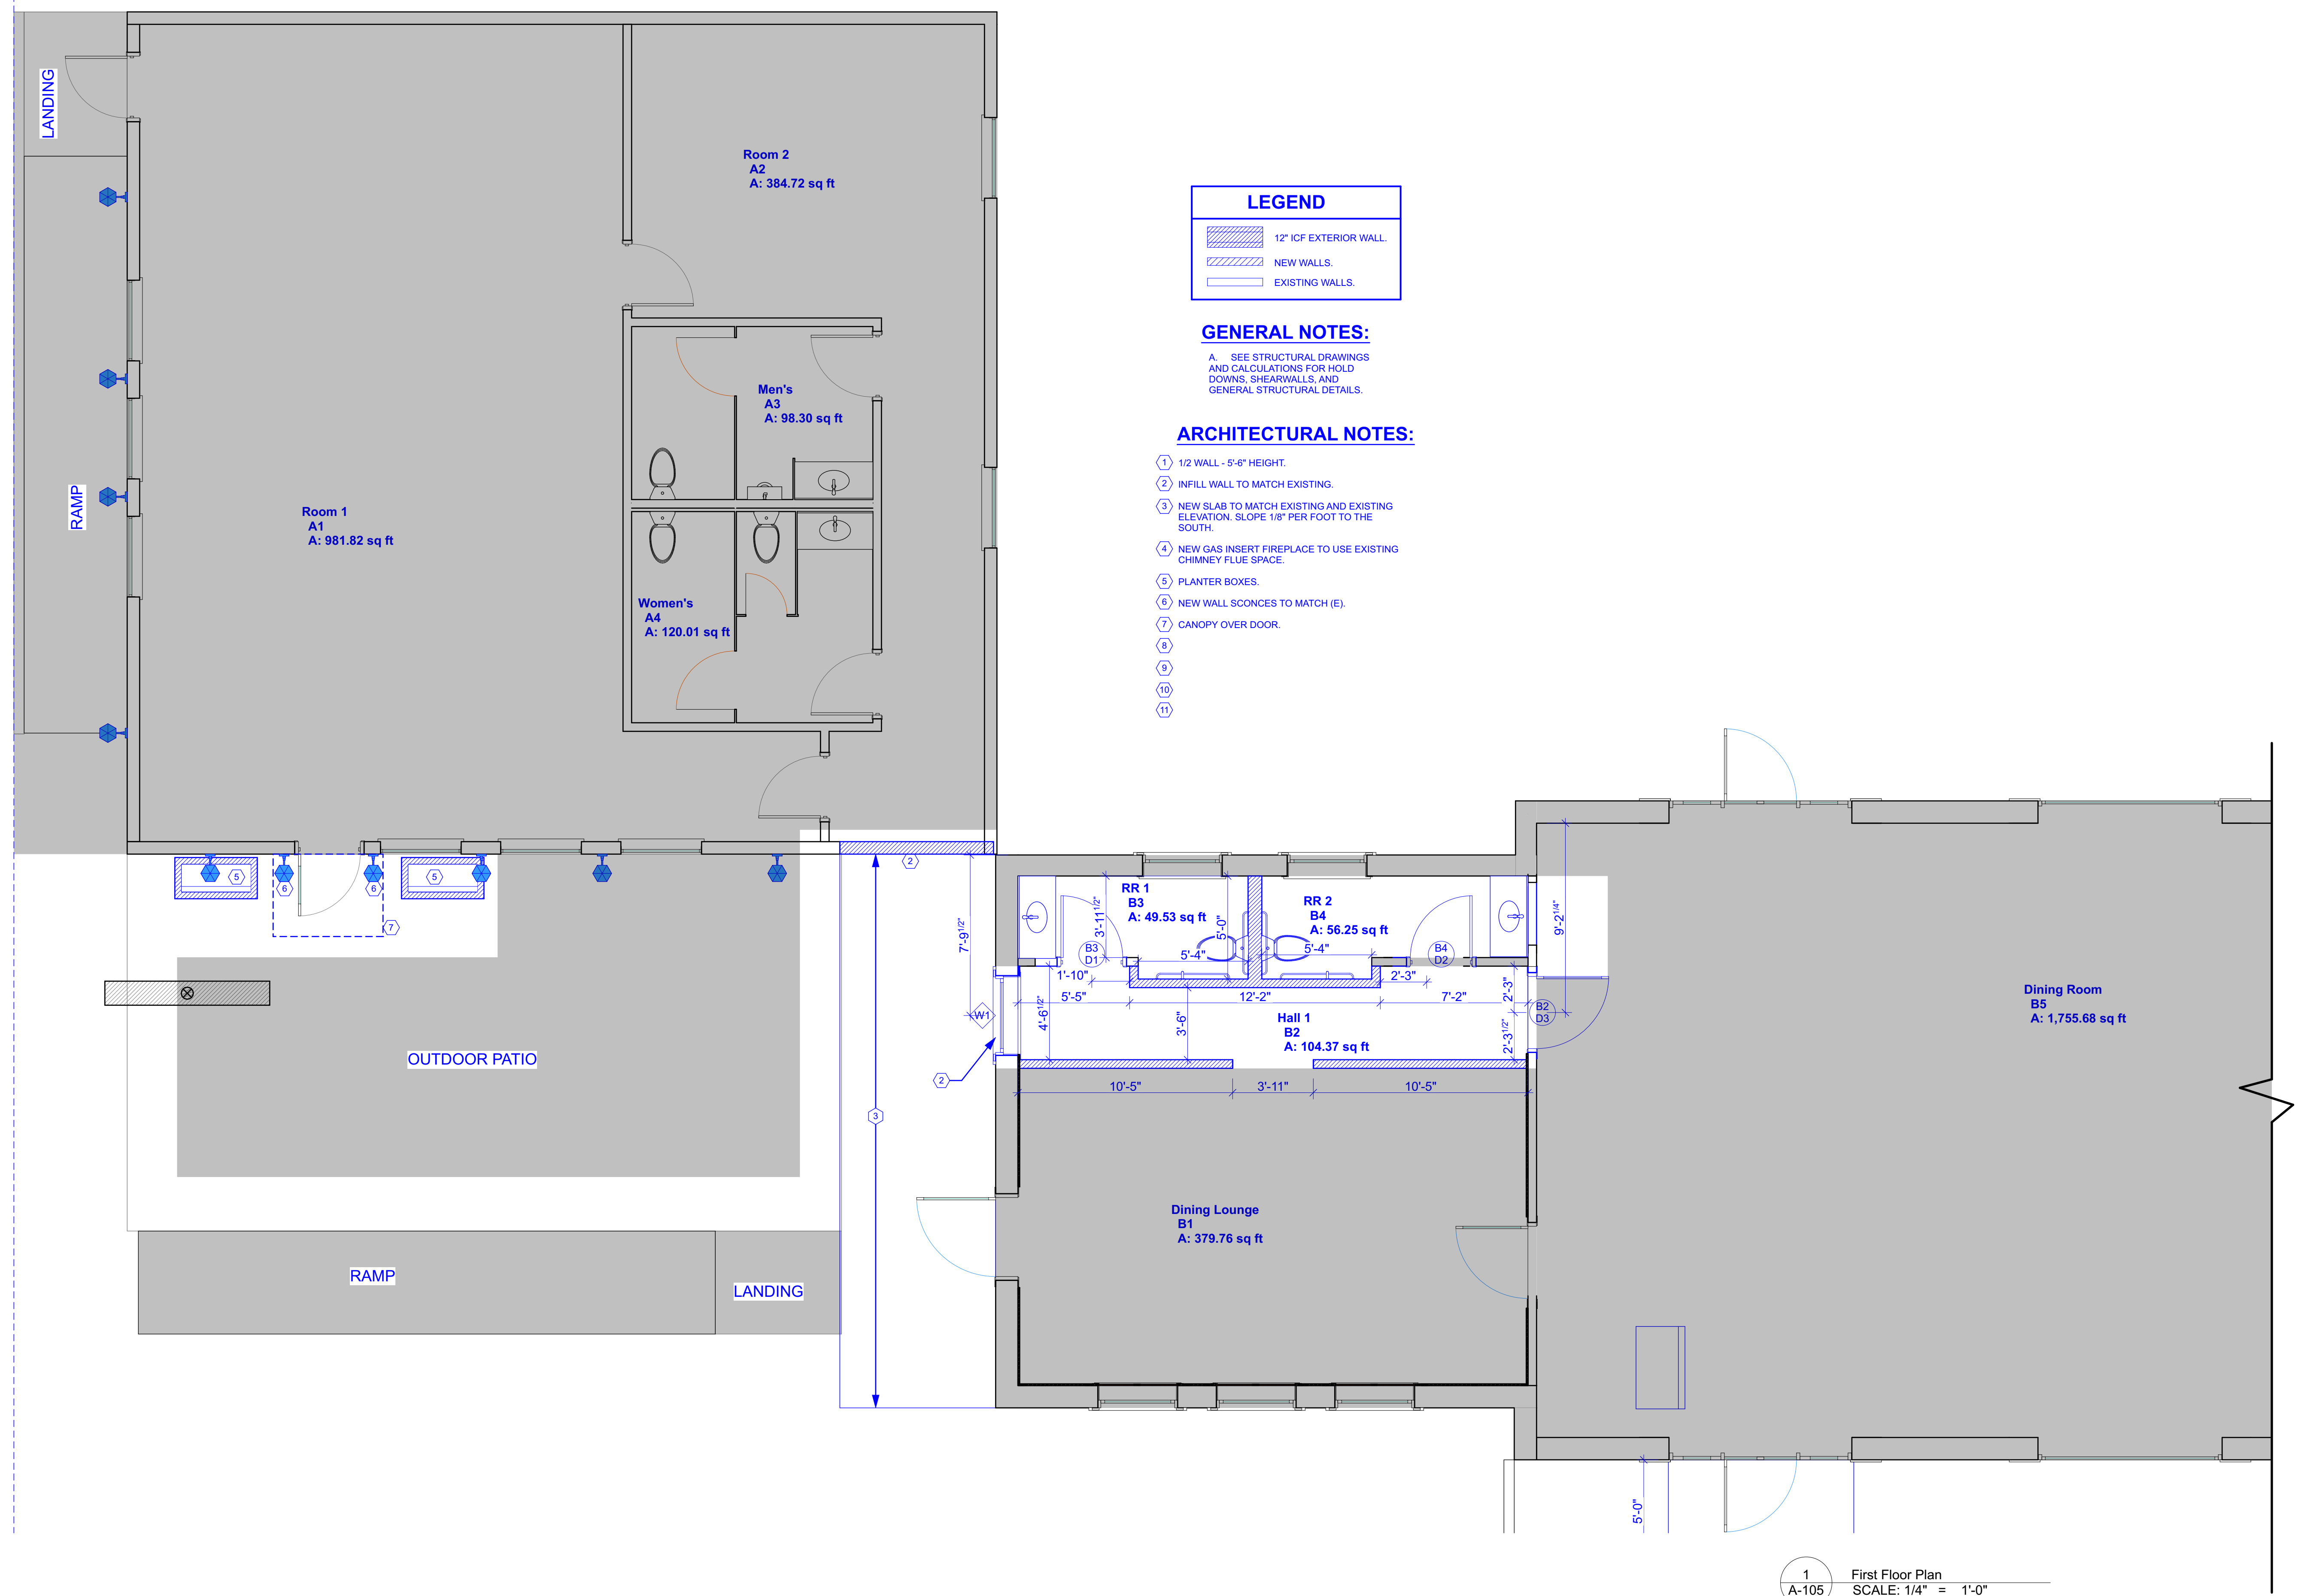 LANDING
Room 2
A2
A: 384.72 sq ft
LEGEND
12" ICF EXTERIOR WALL.
NEW WALLS.
EXISTING WALLS.
GENERAL NOTES:
A. SEE STRUCTURAL DRAWINGS
AND CALCULATIONS FOR HOLD
DOWNS, SHEARWALLS, AND
GENERAL STRUCTURAL DETAILS.
Men's
A3
A: 98.30 sq ft
ARCHITECTURAL NOTES:
1 1/2 WALL - 5'-6" HEIGHT.
2 INFILL WALL TO MATCH EXISTING.
3 NEW SLAB TO MATCH EXISTING AND EXISTING
ELEVATION. SLOPE 1/8" PER FOOT TO THE
SOUTH.
4 NEW GAS INSERT FIREPLACE TO USE EXISTING
CHIMNEY FLUE SPACE.
5 PLANTER BOXES.
6 NEW WALL SCONCES TO MATCH (E).
7 CANOPY OVER DOOR.
8
9
10
11
RAMP
Room 1
A1
A: 981.82 sq ft
Women's
A4
A: 120.01 sq ft
2
5
6
6
5
7
RR 1
B3
A: 49.53 sq ft
RR 2
B4
A: 56.25 sq ft
3'-11 1/2"
5'-0"
9'-2 1/4"
7'-9 1/2"
B3
D1
5'-4"
5'-4"
B4
D2
1'-10"
2'-3"
5'-5"
12'-2"
7'-2"
2'-3"
W1
4'-6 1/2"
3'-6"
Hall 1
B2
A: 104.37 sq ft
2'-3 1/2"
B2
D3
Dining Room
B5
A: 1,755.68 sq ft
OUTDOOR PATIO
2
10'-5"
3'-11"
10'-5"
3
Dining Lounge
B1
A: 379.76 sq ft
RAMP
LANDING
5'-0"
1
A-105
First Floor Plan
SCALE: 1/4" = 1'-0"